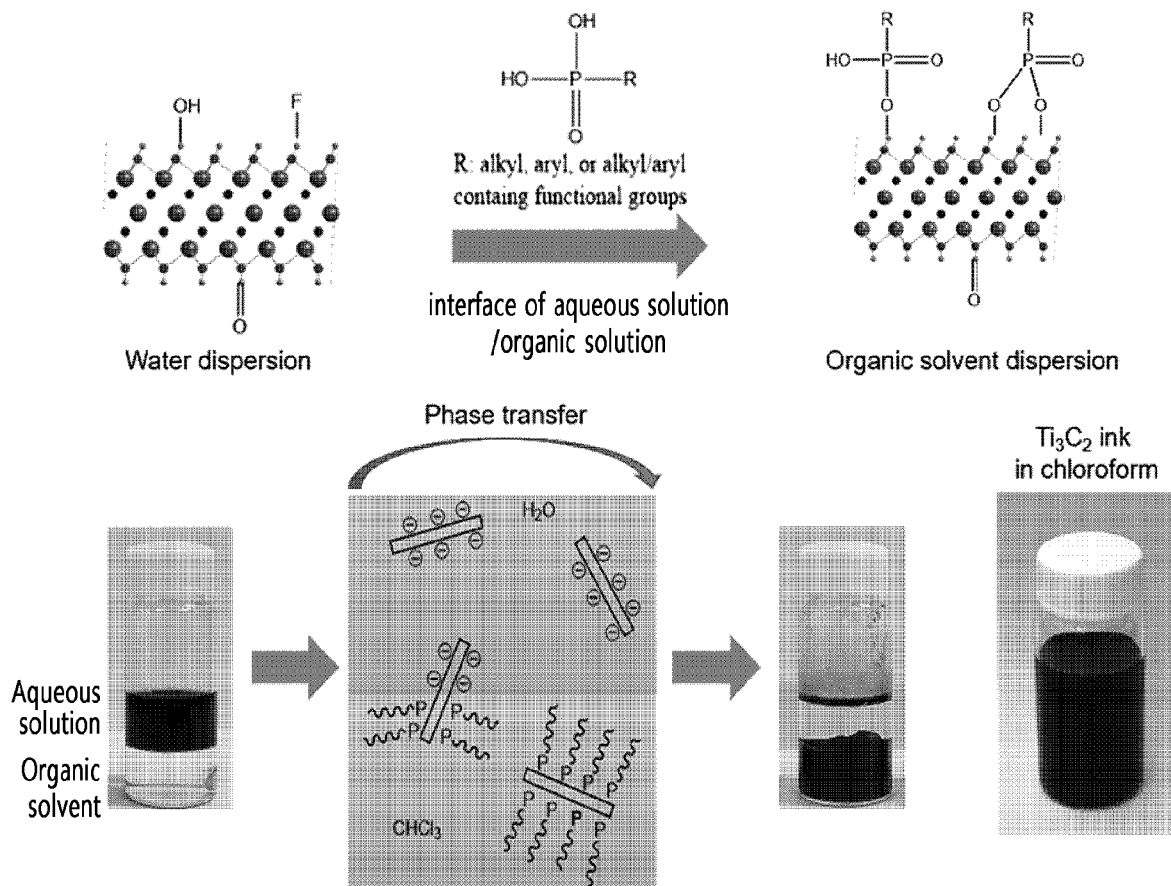 OH
HO
P
R
O
R: alkyl, aryl, or alkyl/aryl
containg functional groups
interface of aqueous solution
/organic solution
OH
F
O
Water dispersion
R
HO
P
O
O
R
P
O
O
O
O
Organic solvent dispersion
Phase transfer
H₂O
P
P
P
P
P
P
P
P
P
P
CHCl₃
Aqueous
solution
Organic
solvent
Ti₃C₂ ink
in chloroform